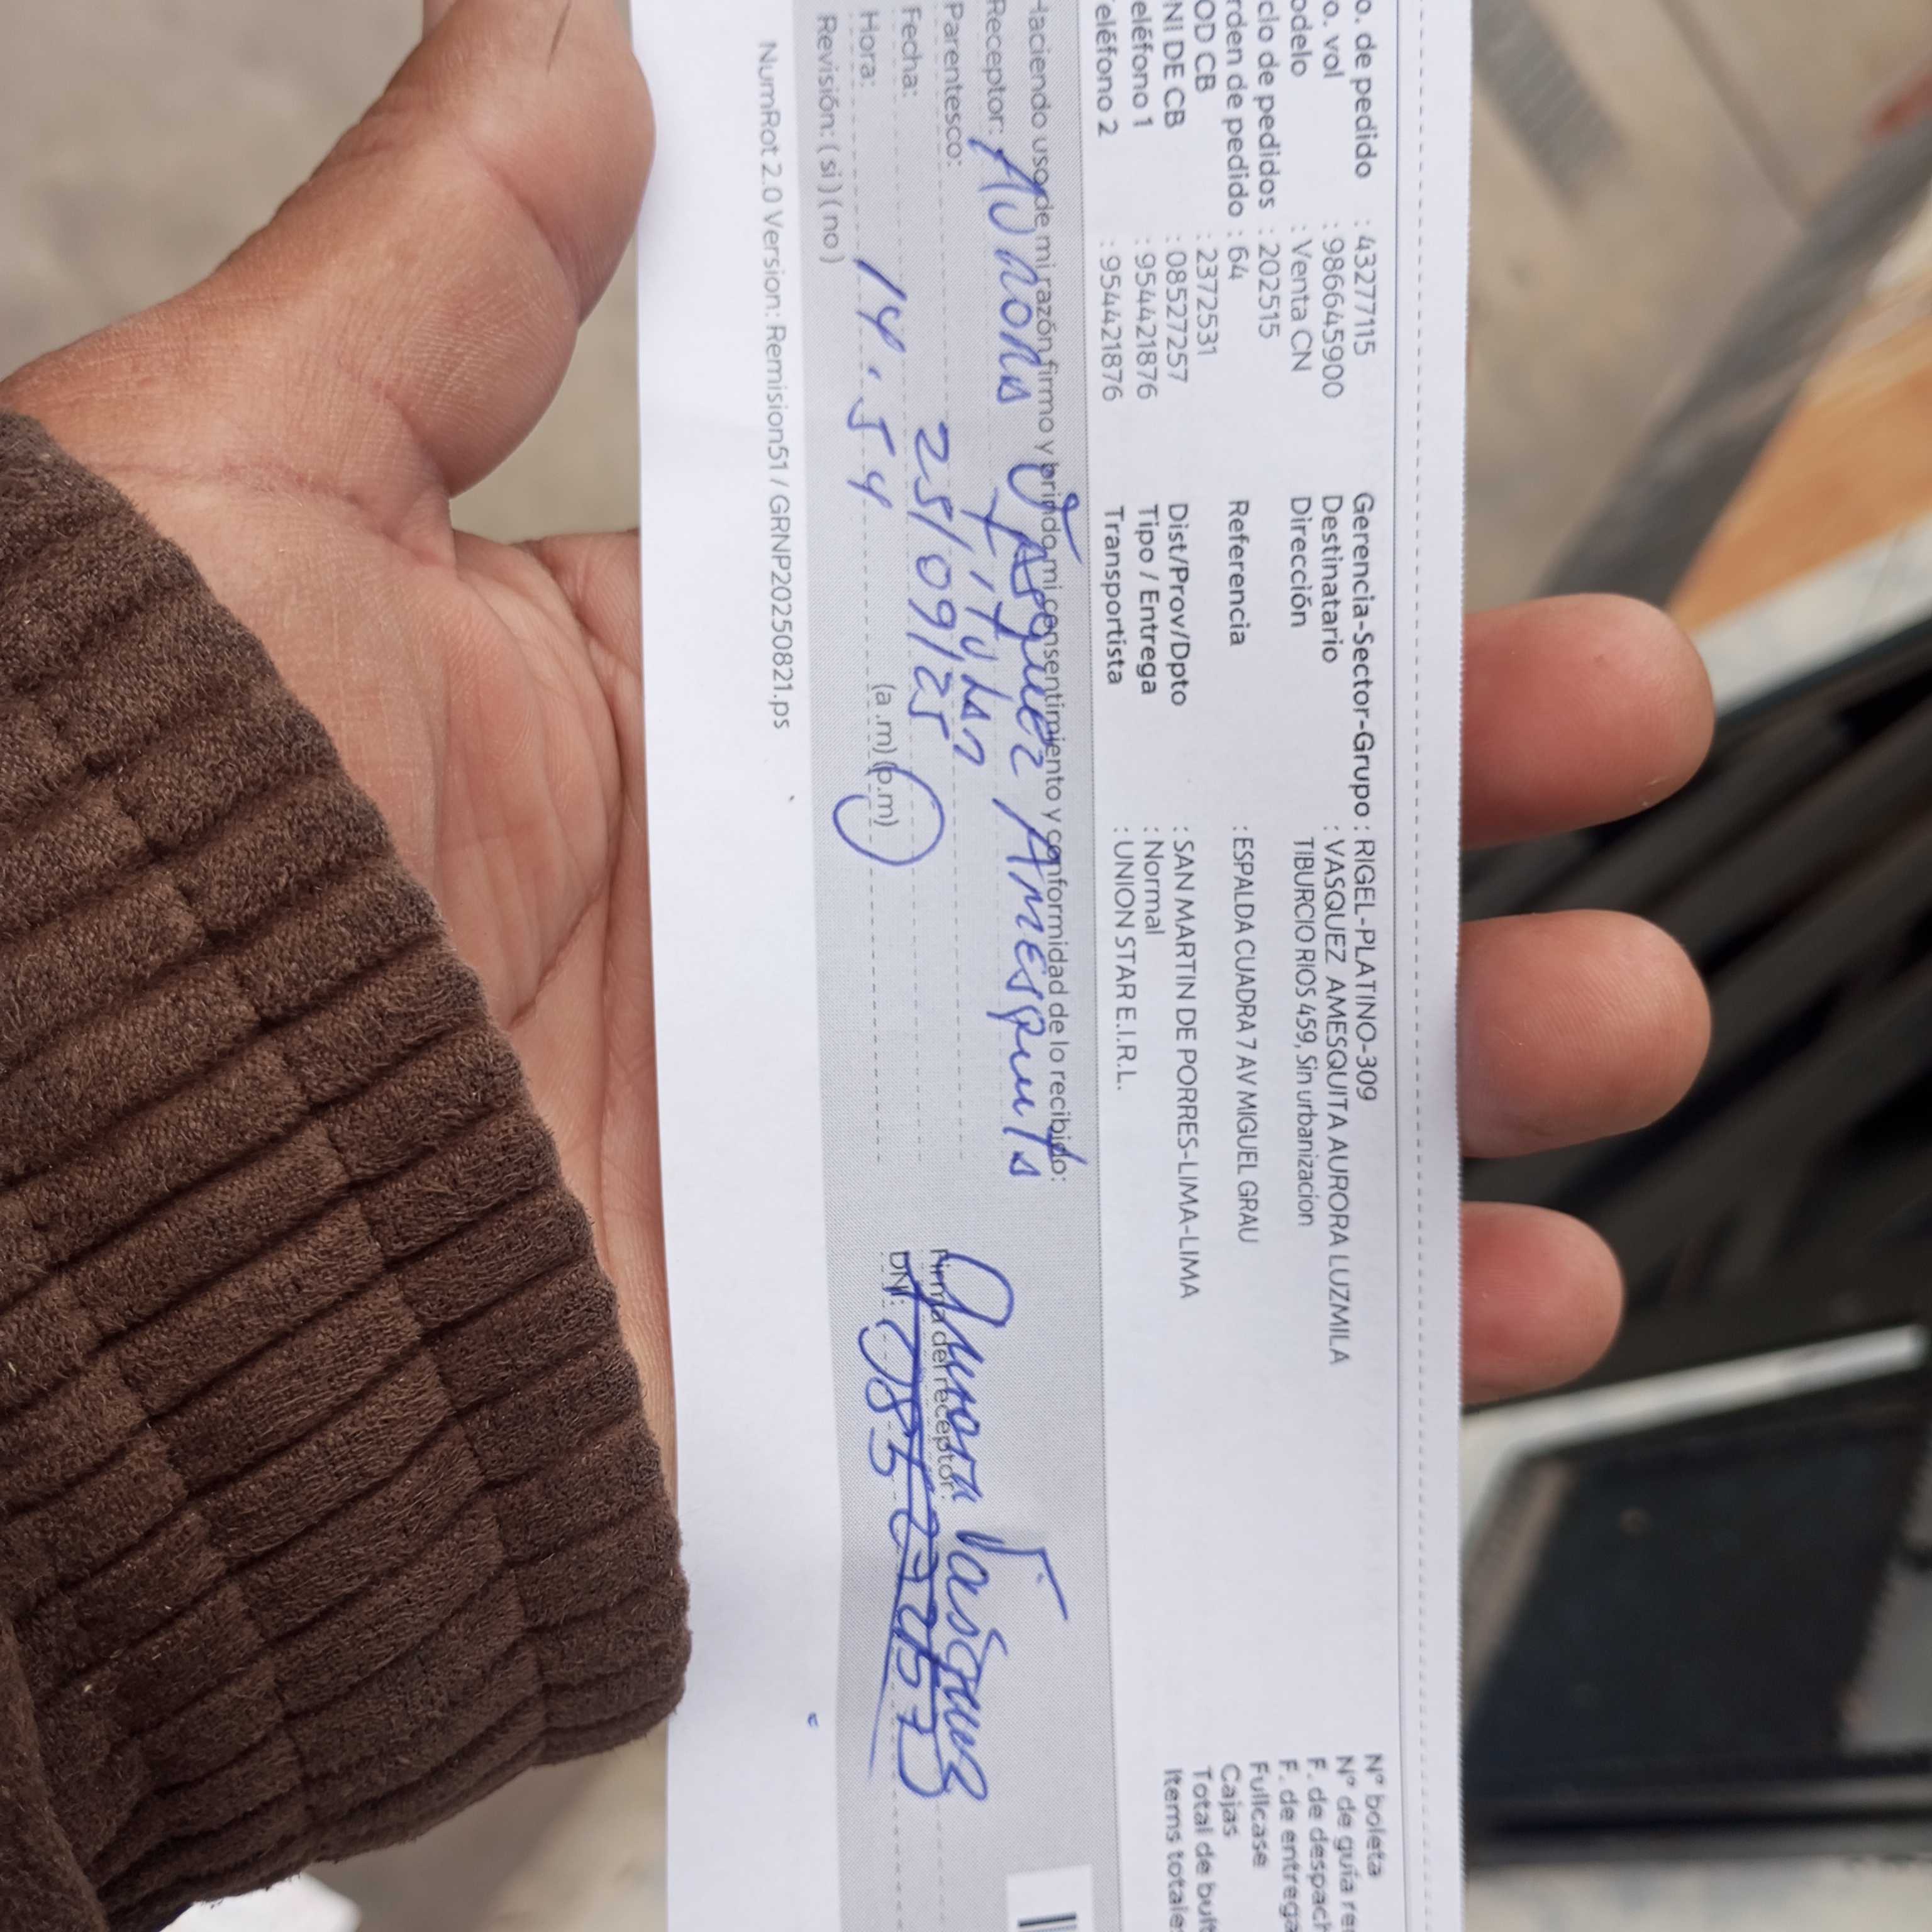 o. de pedido : 43277115 Gerencia-Sector-Grupo : RIGEL-PLATINO-309 N° boleta
o. vol : 986645900 Destinatario : VASQUEZ AMESQUITA AURORA LUZMILA N° de guía re
odelo : Venta CN Dirección TIBURCIO RIOS 459, Sin urbanizacion F. de despach
clo de pedidos : 202515 F. de entrega
rden de pedido : 64 Referencia : ESPALDA CUADRA 7 AV MIGUEL GRAU Fullcase
OD CB : 2372531 Cajas
NI DE CB : 08527257 Dist/Prov/Dpto : SAN MARTIN DE PORRES-LIMA-LIMA Total de bult
eléfono 1 : 954421876 Tipo / Entrega : Normal Items totales
eléfono 2 : 954421876 Transportista : UNION STAR E.I.R.L.
Haciendo uso de mi razón firmo y brindo mi consentimiento y conformidad de lo recibido:
Receptor: Aurora Vasquez Amesquita
Parentesco: Titular
Aurora Vasquez
Firma del receptor:
Fecha: 25/09/25
DNI: 08527257
Hora: 14.54 (a.m) (p.m)
Revisión: ( si ) ( no )
NumRot 2.0 Version: Remision51 / GRNP20250821.ps